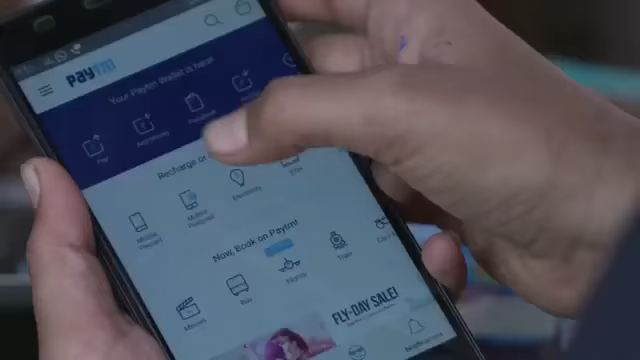 Paytm
Your Paytm Wallet is here!
Pay
Add Money
Passbook
Recharge or
Mobile Prepaid
Mobile Postpaid
Electricity
DTH
Now, Book on Paytm
Movies
Bus
Flights
Train
FLY-DAY SALE!